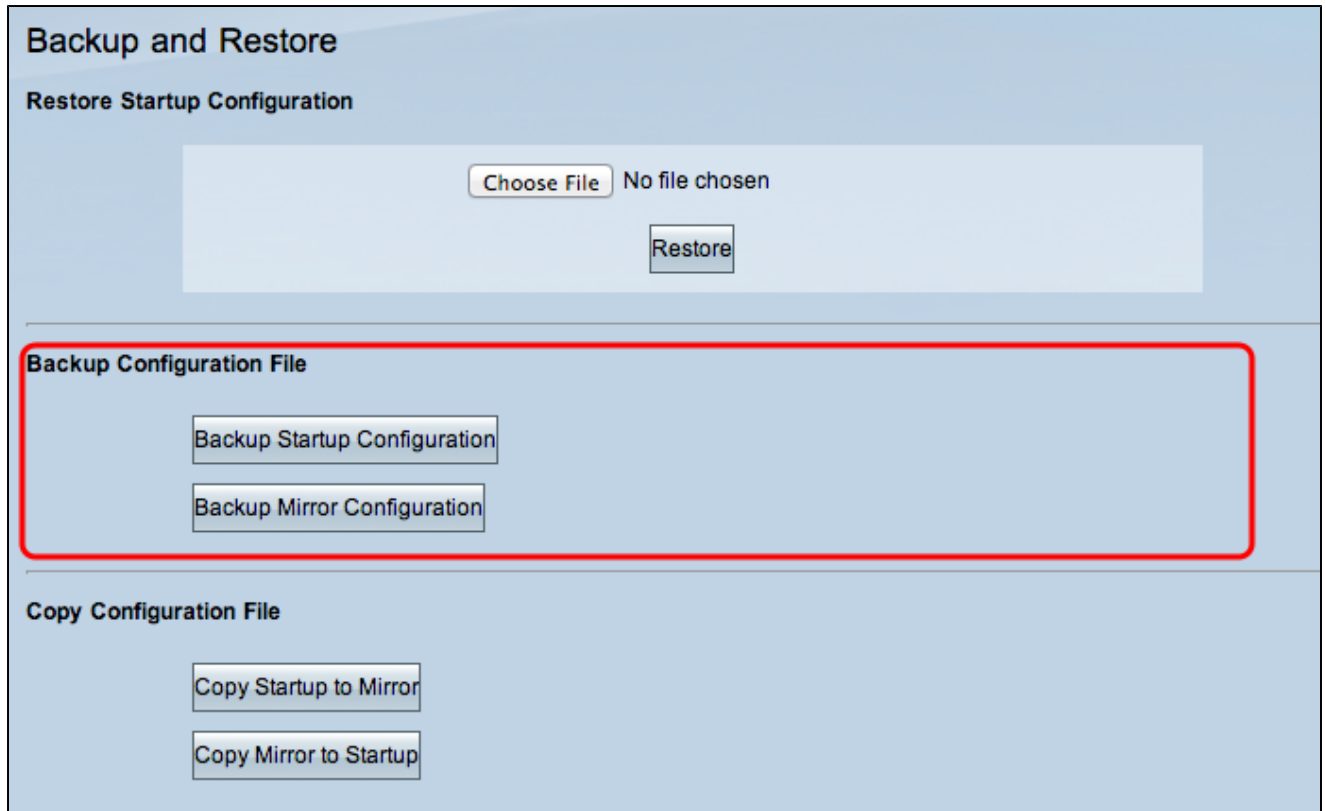 Backup and Restore
Restore Startup Configuration
Choose File No file chosen
Restore
Backup Configuration File
Backup Startup Configuration
Backup Mirror Configuration
Copy Configuration File
Copy Startup to Mirror
Copy Mirror to Startup